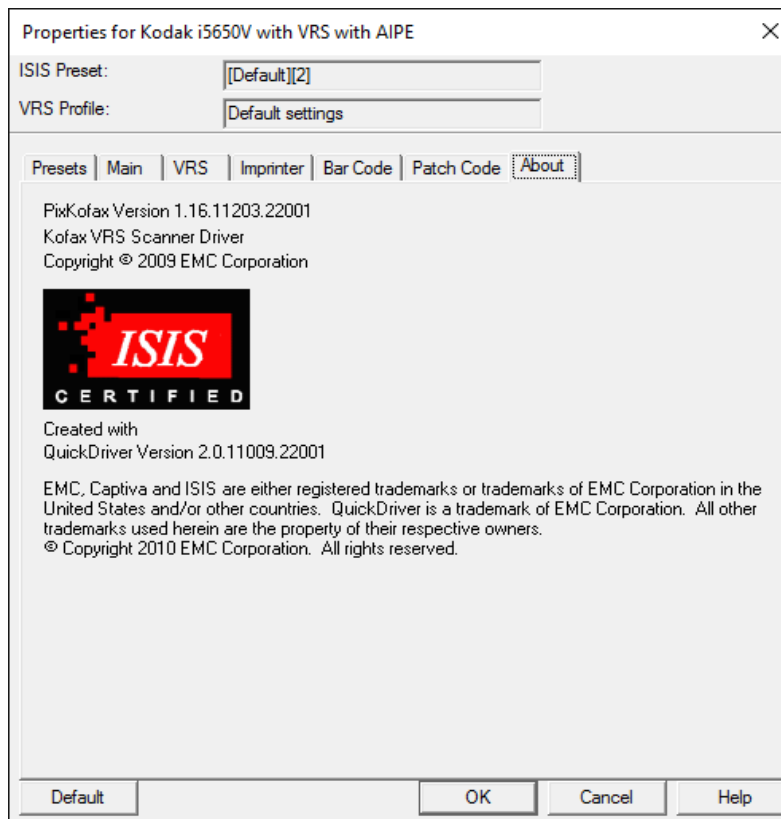 Properties for Kodak i5650V with VRS with AIPE
ISIS Preset:
[Default][2]
VRS Profile:
Default settings
Presets
Main
VRS
Imprinter
Bar Code
Patch Code
About
PixKofax Version 1.16.11203.22001
Kofax VRS Scanner Driver
Copyright © 2009 EMC Corporation
ISIS
CERTIFIED
Created with
QuickDriver Version 2.0.11009.22001
EMC, Captiva and ISIS are either registered trademarks or trademarks of EMC Corporation in the
United States and/or other countries.  QuickDriver is a trademark of EMC Corporation.  All other
trademarks used herein are the property of their respective owners.
© Copyright 2010 EMC Corporation.  All rights reserved.
Default
OK
Cancel
Help